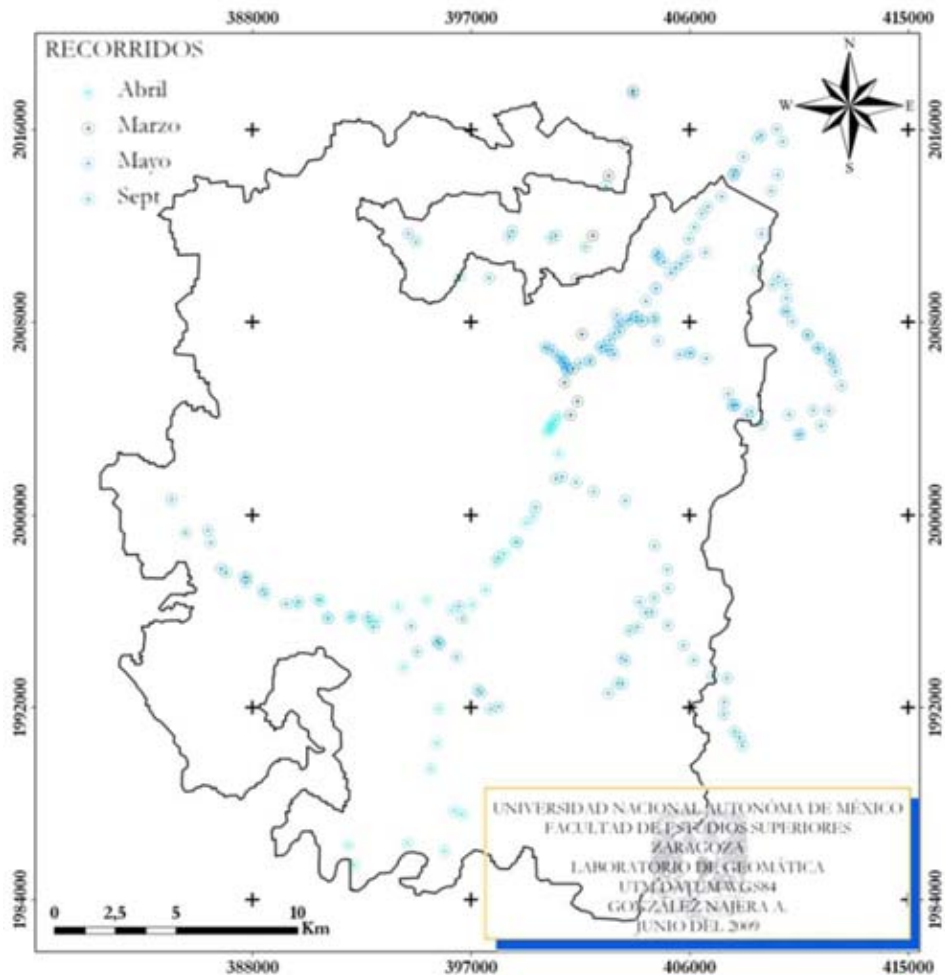 388000 397000 406000 415000
RECORRIDOS
Abril
Marzo
Mayo
Sept
N
W E
S
2016000 2016000
2008000 2008000
2000000 2000000
1992000 1992000
1984000 1984000
UNIVERSIDAD NACIONAL AUTONÓMA DE MÉXICO
FACULTAD DE ESTUDIOS SUPERIORES
ZARAGOZA
LABORATORIO DE GEOMÁTICA
UTM DATUM WGS84
GONZÁLEZ NAJERA A.
JUNIO DEL 2009
0 2,5 5 10
Km
388000 397000 406000 415000